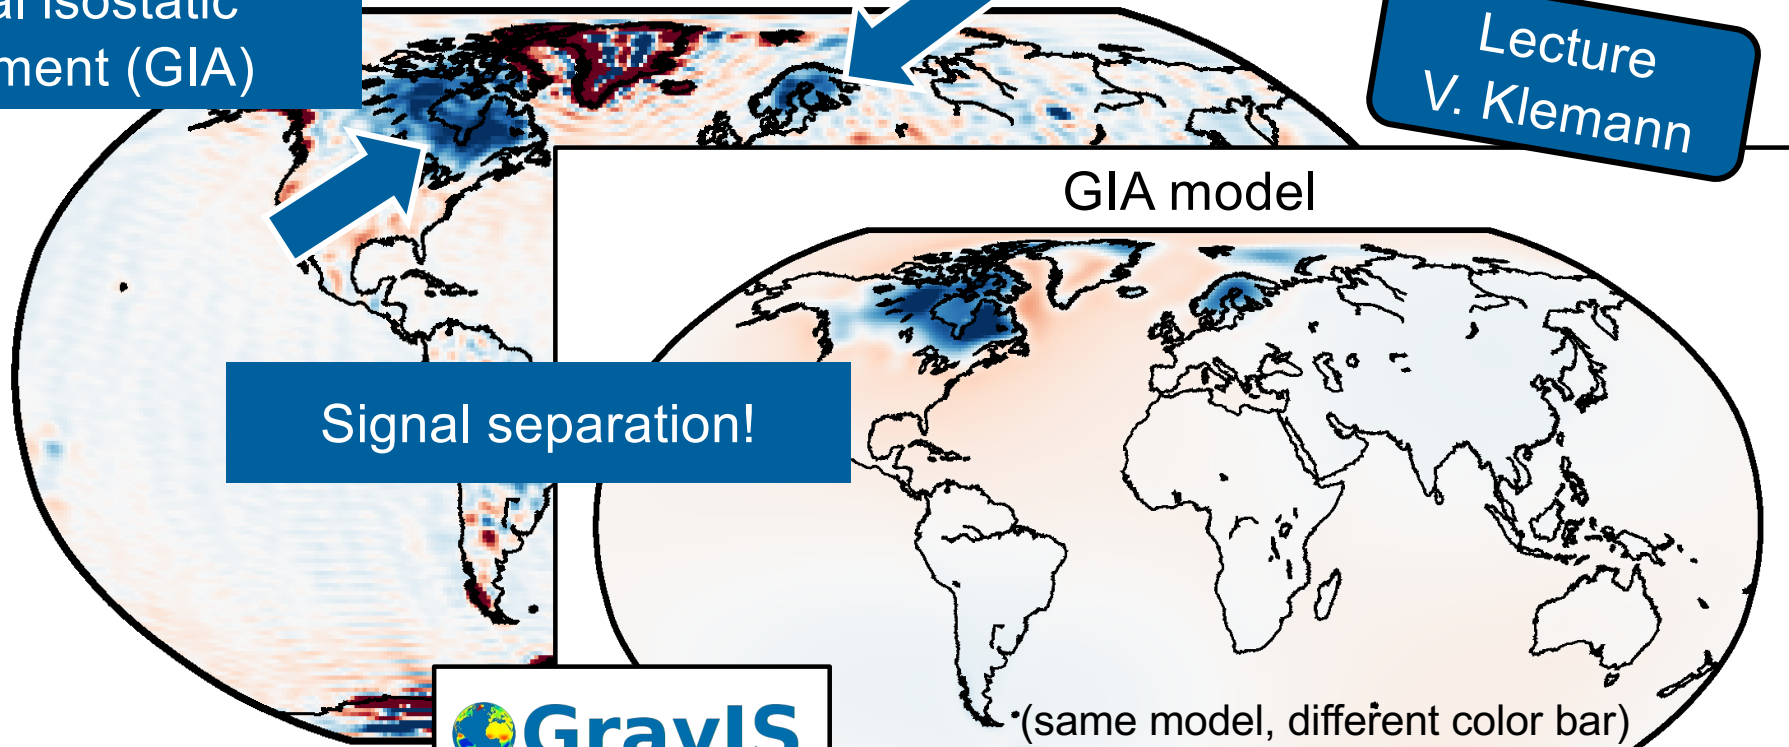 ment (GIA)
Lecture
V. Klemann
GIA model
Signal separation!
GravIS
(same model, different color bar)